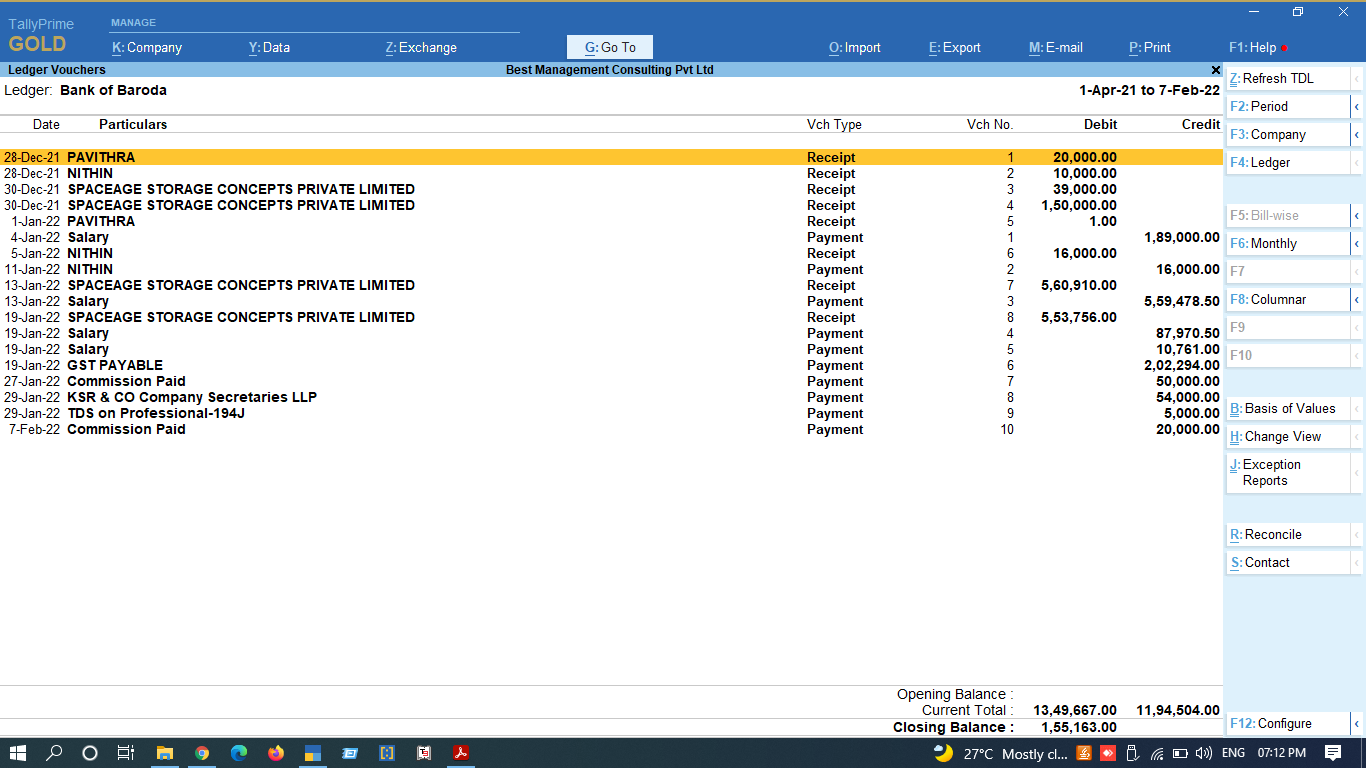 TallyPrime
GOLD
MANAGE
K: Company Y: Data Z: Exchange G: Go To O: Import E: Export M: E-mail P: Print F1: Help
Ledger Vouchers Best Management Consulting Pvt Ltd
Ledger: Bank of Baroda 1-Apr-21 to 7-Feb-22
Date Particulars Vch Type Vch No. Debit Credit
28-Dec-21 PAVITHRA Receipt 1 20,000.00
28-Dec-21 NITHIN Receipt 2 10,000.00
30-Dec-21 SPACEAGE STORAGE CONCEPTS PRIVATE LIMITED Receipt 3 39,000.00
30-Dec-21 SPACEAGE STORAGE CONCEPTS PRIVATE LIMITED Receipt 4 1,50,000.00
1-Jan-22 PAVITHRA Receipt 5 1.00
4-Jan-22 Salary Payment 1 1,89,000.00
5-Jan-22 NITHIN Receipt 6 16,000.00
11-Jan-22 NITHIN Payment 2 16,000.00
13-Jan-22 SPACEAGE STORAGE CONCEPTS PRIVATE LIMITED Receipt 7 5,60,910.00
13-Jan-22 Salary Payment 3 5,59,478.50
19-Jan-22 SPACEAGE STORAGE CONCEPTS PRIVATE LIMITED Receipt 8 5,53,756.00
19-Jan-22 Salary Payment 4 87,970.50
19-Jan-22 Salary Payment 5 10,761.00
19-Jan-22 GST PAYABLE Payment 6 2,02,294.00
27-Jan-22 Commission Paid Payment 7 50,000.00
29-Jan-22 KSR & CO Company Secretaries LLP Payment 8 54,000.00
29-Jan-22 TDS on Professional-194J Payment 9 5,000.00
7-Feb-22 Commission Paid Payment 10 20,000.00
Opening Balance :
Current Total : 13,49,667.00 11,94,504.00
Closing Balance : 1,55,163.00
Z: Refresh TDL
F2: Period
F3: Company
F4: Ledger
F5: Bill-wise
F6: Monthly
F7
F8: Columnar
F9
F10
B: Basis of Values
H: Change View
J: Exception
Reports
R: Reconcile
S: Contact
F12: Configure
27°C Mostly cl... ENG 07:12 PM